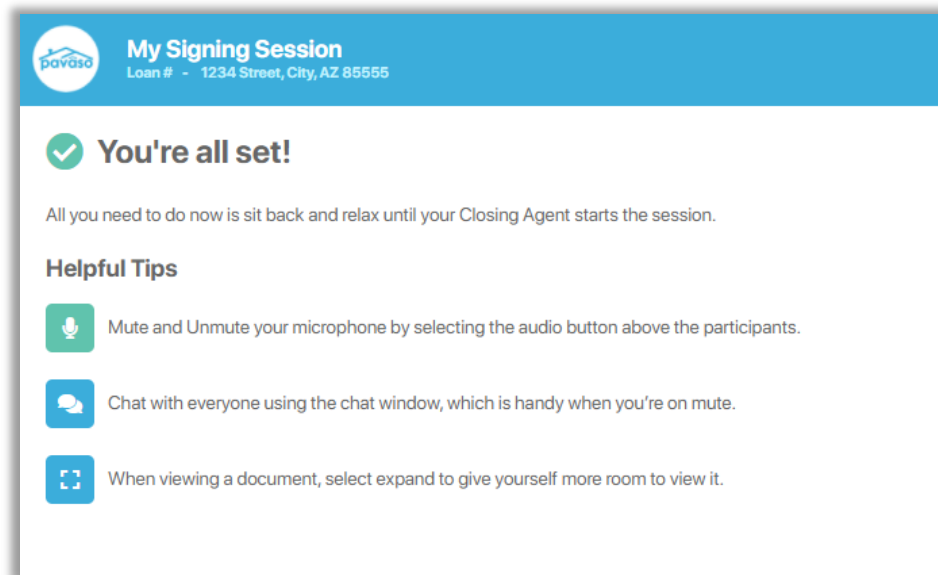 pavaso
My Signing Session
Loan # - 1234 Street, City, AZ 85555
You're all set!
All you need to do now is sit back and relax until your Closing Agent starts the session.
Helpful Tips
Mute and Unmute your microphone by selecting the audio button above the participants.
Chat with everyone using the chat window, which is handy when you’re on mute.
When viewing a document, select expand to give yourself more room to view it.